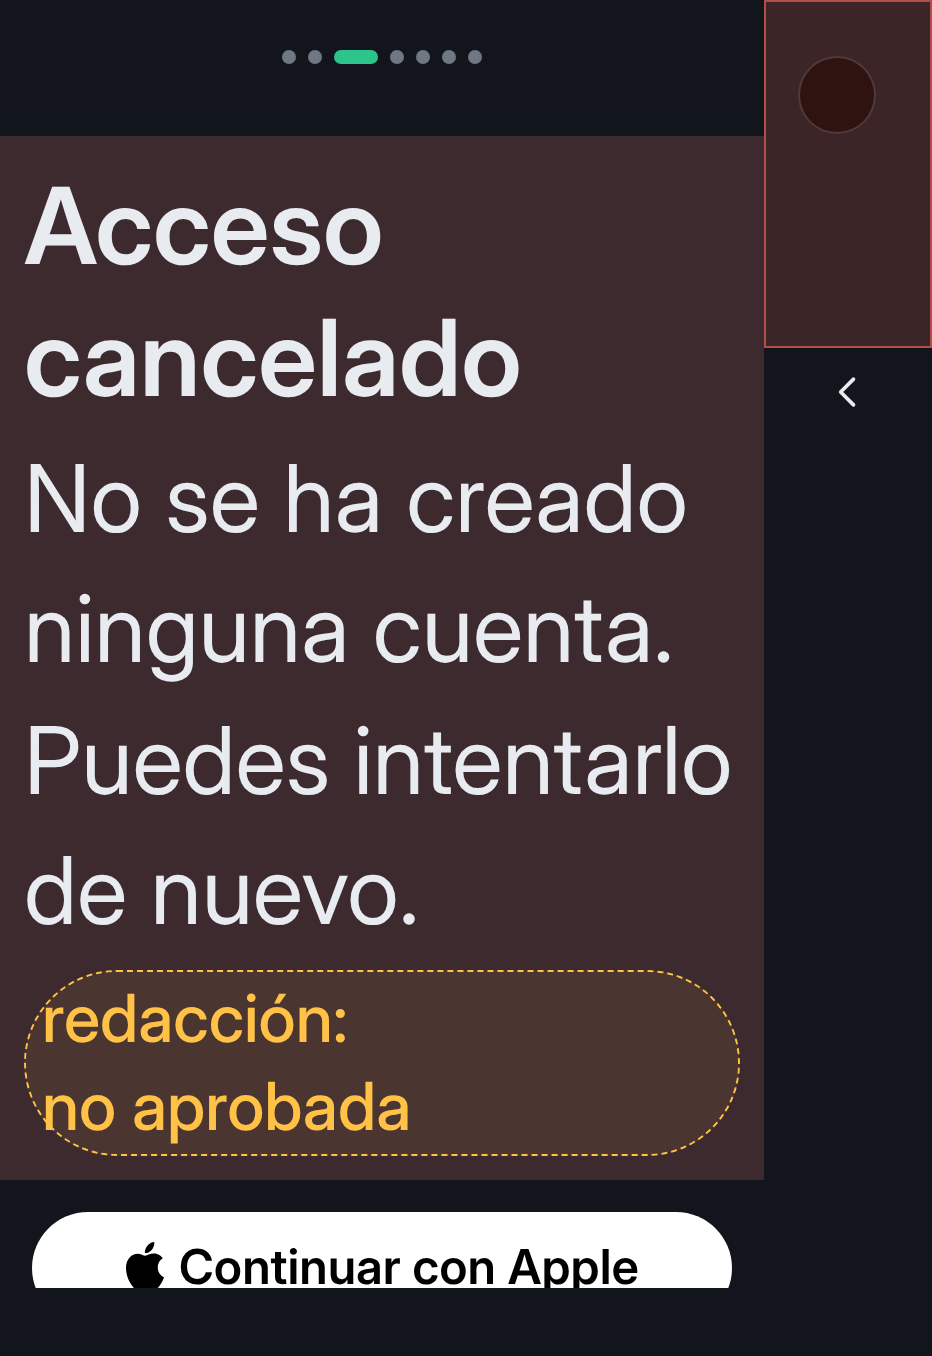 Acceso
cancelado
No se ha creado
ninguna cuenta.
Puedes intentarlo
de nuevo.
redacción:
no aprobada
Continuar con Apple